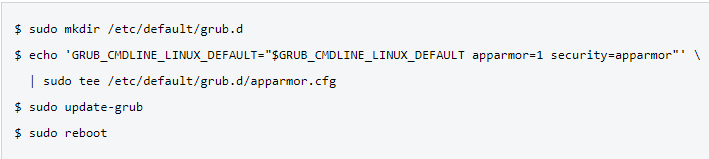 $ sudo mkdir /etc/default/grub.d
$ echo 'GRUB_CMDLINE_LINUX_DEFAULT="$GRUB_CMDLINE_LINUX_DEFAULT apparmor=1 security=apparmor"' \
  | sudo tee /etc/default/grub.d/apparmor.cfg
$ sudo update-grub
$ sudo reboot